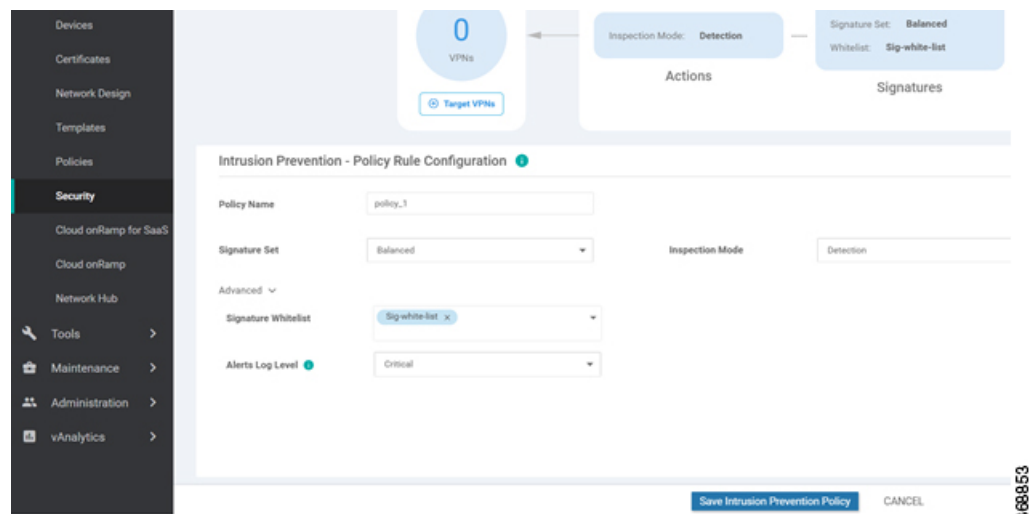 Devices
Certificates
Network Design
Templates
Policies
Security
Cloud onRamp for SaaS
Cloud onRamp
Network Hub
Tools
Maintenance
Administration
vAnalytics
0
VPNs
Target VPNs
Inspection Mode: Detection
Actions
Signature Set: Balanced
Whitelist: Sig-white-list
Signatures
Intrusion Prevention - Policy Rule Configuration
Policy Name policy_1
Signature Set Balanced Inspection Mode Detection
Advanced
Signature Whitelist Sig-white-list x
Alerts Log Level Critical
Save Intrusion Prevention Policy CANCEL
368853